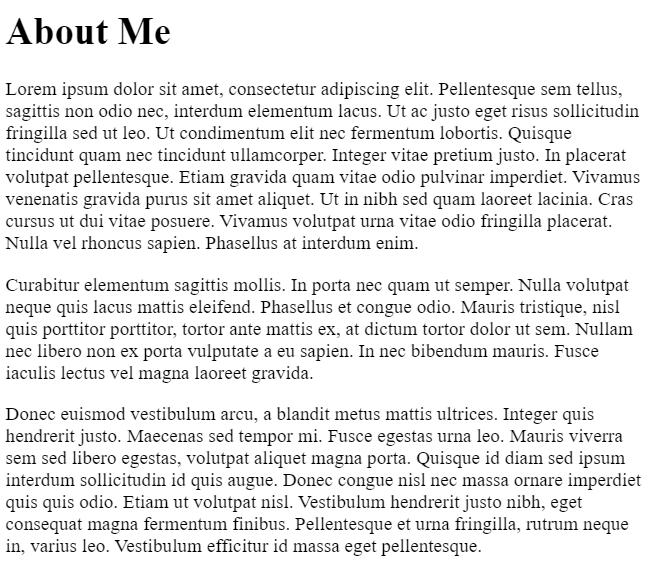 About Me
Lorem ipsum dolor sit amet, consectetur adipiscing elit. Pellentesque sem tellus,
sagittis non odio nec, interdum elementum lacus. Ut ac justo eget risus sollicitudin
fringilla sed ut leo. Ut condimentum elit nec fermentum lobortis. Quisque
tincidunt quam nec tincidunt ullamcorper. Integer vitae pretium justo. In placerat
volutpat pellentesque. Etiam gravida quam vitae odio pulvinar imperdiet. Vivamus
venenatis gravida purus sit amet aliquet. Ut in nibh sed quam laoreet lacinia. Cras
cursus ut dui vitae posuere. Vivamus volutpat urna vitae odio fringilla placerat.
Nulla vel rhoncus sapien. Phasellus at interdum enim.
Curabitur elementum sagittis mollis. In porta nec quam ut semper. Nulla volutpat
neque quis lacus mattis eleifend. Phasellus et congue odio. Mauris tristique, nisl
quis porttitor porttitor, tortor ante mattis ex, at dictum tortor dolor ut sem. Nullam
nec libero non ex porta vulputate a eu sapien. In nec bibendum mauris. Fusce
iaculis lectus vel magna laoreet gravida.
Donec euismod vestibulum arcu, a blandit metus mattis ultrices. Integer quis
hendrerit justo. Maecenas sed tempor mi. Fusce egestas urna leo. Mauris viverra
sem sed libero egestas, volutpat aliquet magna porta. Quisque id diam sed ipsum
interdum sollicitudin id quis augue. Donec congue nisl nec massa ornare imperdiet
quis quis odio. Etiam ut volutpat nisl. Vestibulum hendrerit justo nibh, eget
consequat magna fermentum finibus. Pellentesque et urna fringilla, rutrum neque
in, varius leo. Vestibulum efficitur id massa eget pellentesque.